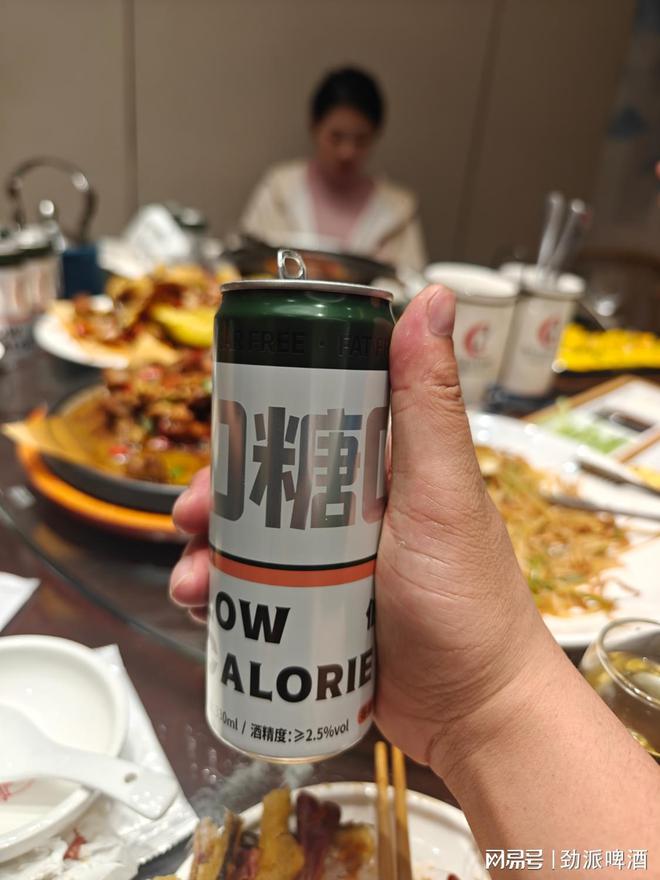 AR FREE · FAT F
0糖0
OW
ALORIE
30ml / 酒精度:≥2.5%vol
网易号 | 劲派啤酒